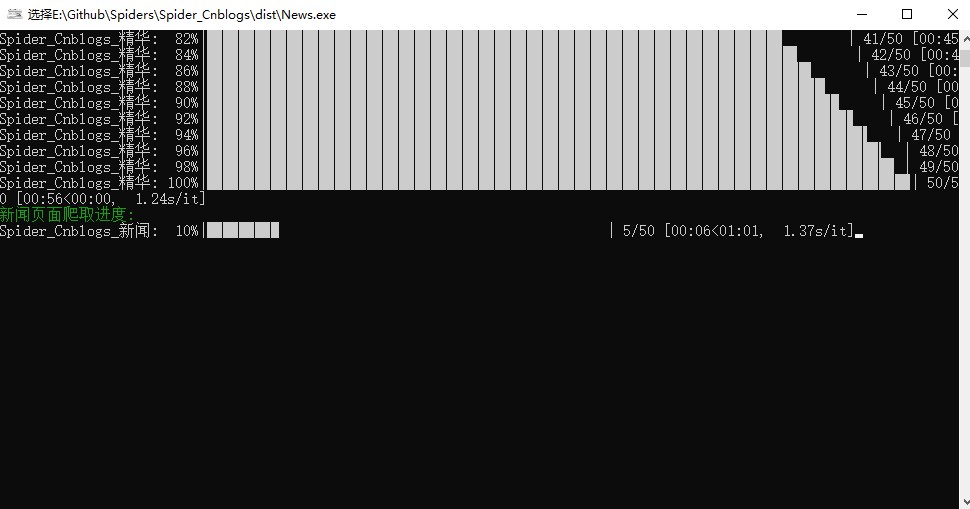 选择E:\Github\Spiders\Spider_Cnblogs\dist\News.exe
Spider_Cnblogs_精华: 82%| | 41/50 [00:45
Spider_Cnblogs_精华: 84%| | 42/50 [00:4
Spider_Cnblogs_精华: 86%| | 43/50 [00:
Spider_Cnblogs_精华: 88%| | 44/50 [00
Spider_Cnblogs_精华: 90%| | 45/50 [0
Spider_Cnblogs_精华: 92%| | 46/50 [
Spider_Cnblogs_精华: 94%| | 47/50
Spider_Cnblogs_精华: 96%| | 48/50
Spider_Cnblogs_精华: 98%| | 49/50
Spider_Cnblogs_精华: 100%| | 50/5
0 [00:56<00:00, 1.24s/it]
新闻页面爬取进度:
Spider_Cnblogs_新闻: 10%| | 5/50 [00:06<01:01, 1.37s/it]